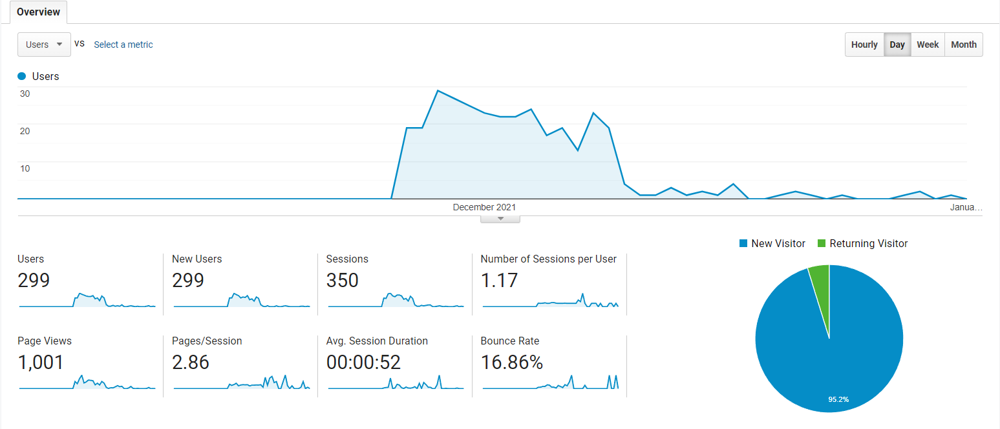 Overview
Users vs Select a metric
Hourly Day Week Month
Users
30
20
10
December 2021 Janua...
New Visitor Returning Visitor
Users New Users Sessions Number of Sessions per User
299 299 350 1.17
Page Views Pages/Session Avg. Session Duration Bounce Rate
1,001 2.86 00:00:52 16.86%
95.2%